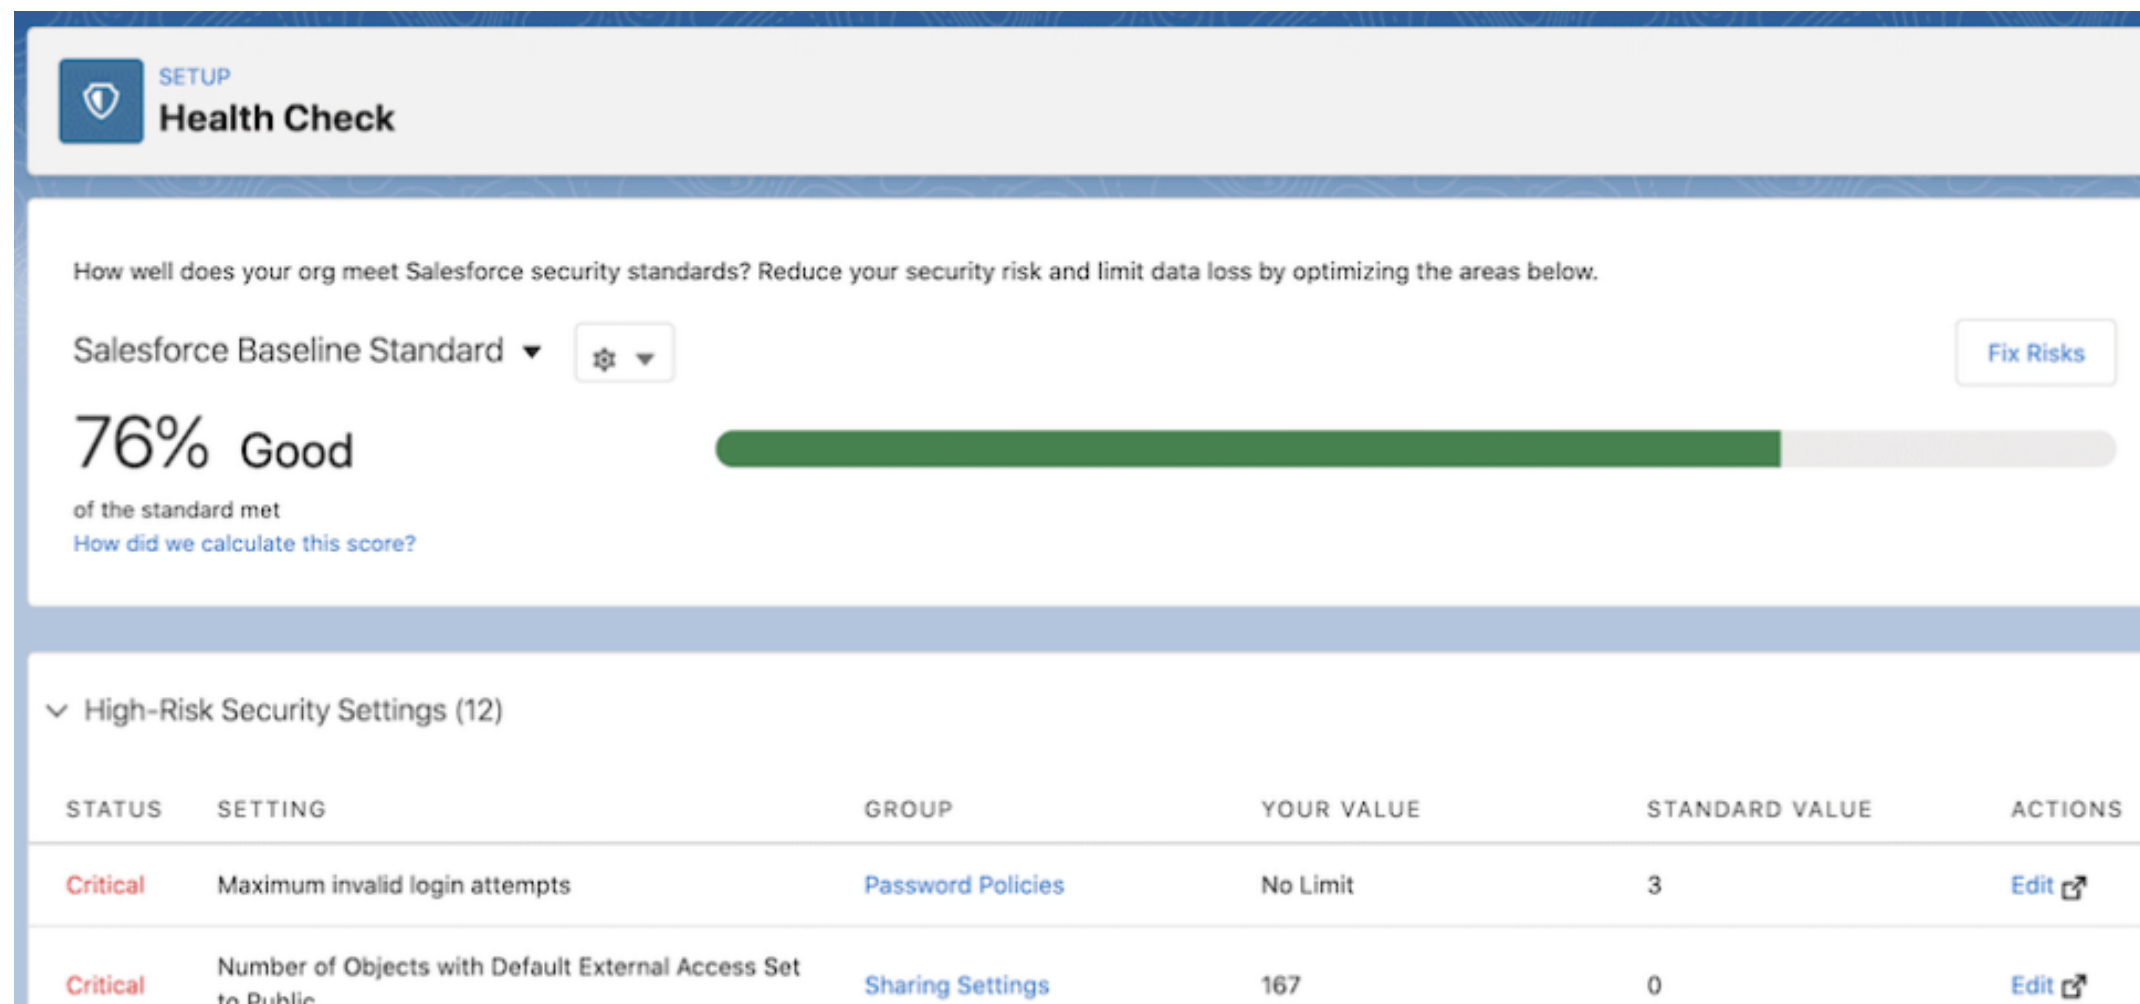 SETUP
Health Check
How well does your org meet Salesforce security standards? Reduce your security risk and limit data loss by optimizing the areas below.
Salesforce Baseline Standard
Fix Risks
76% Good
of the standard met
How did we calculate this score?
High-Risk Security Settings (12)
STATUS SETTING GROUP YOUR VALUE STANDARD VALUE ACTIONS
Critical Maximum invalid login attempts Password Policies No Limit 3 Edit
Number of Objects with Default External Access Set
Critical to Public Sharing Settings 167 0 Edit